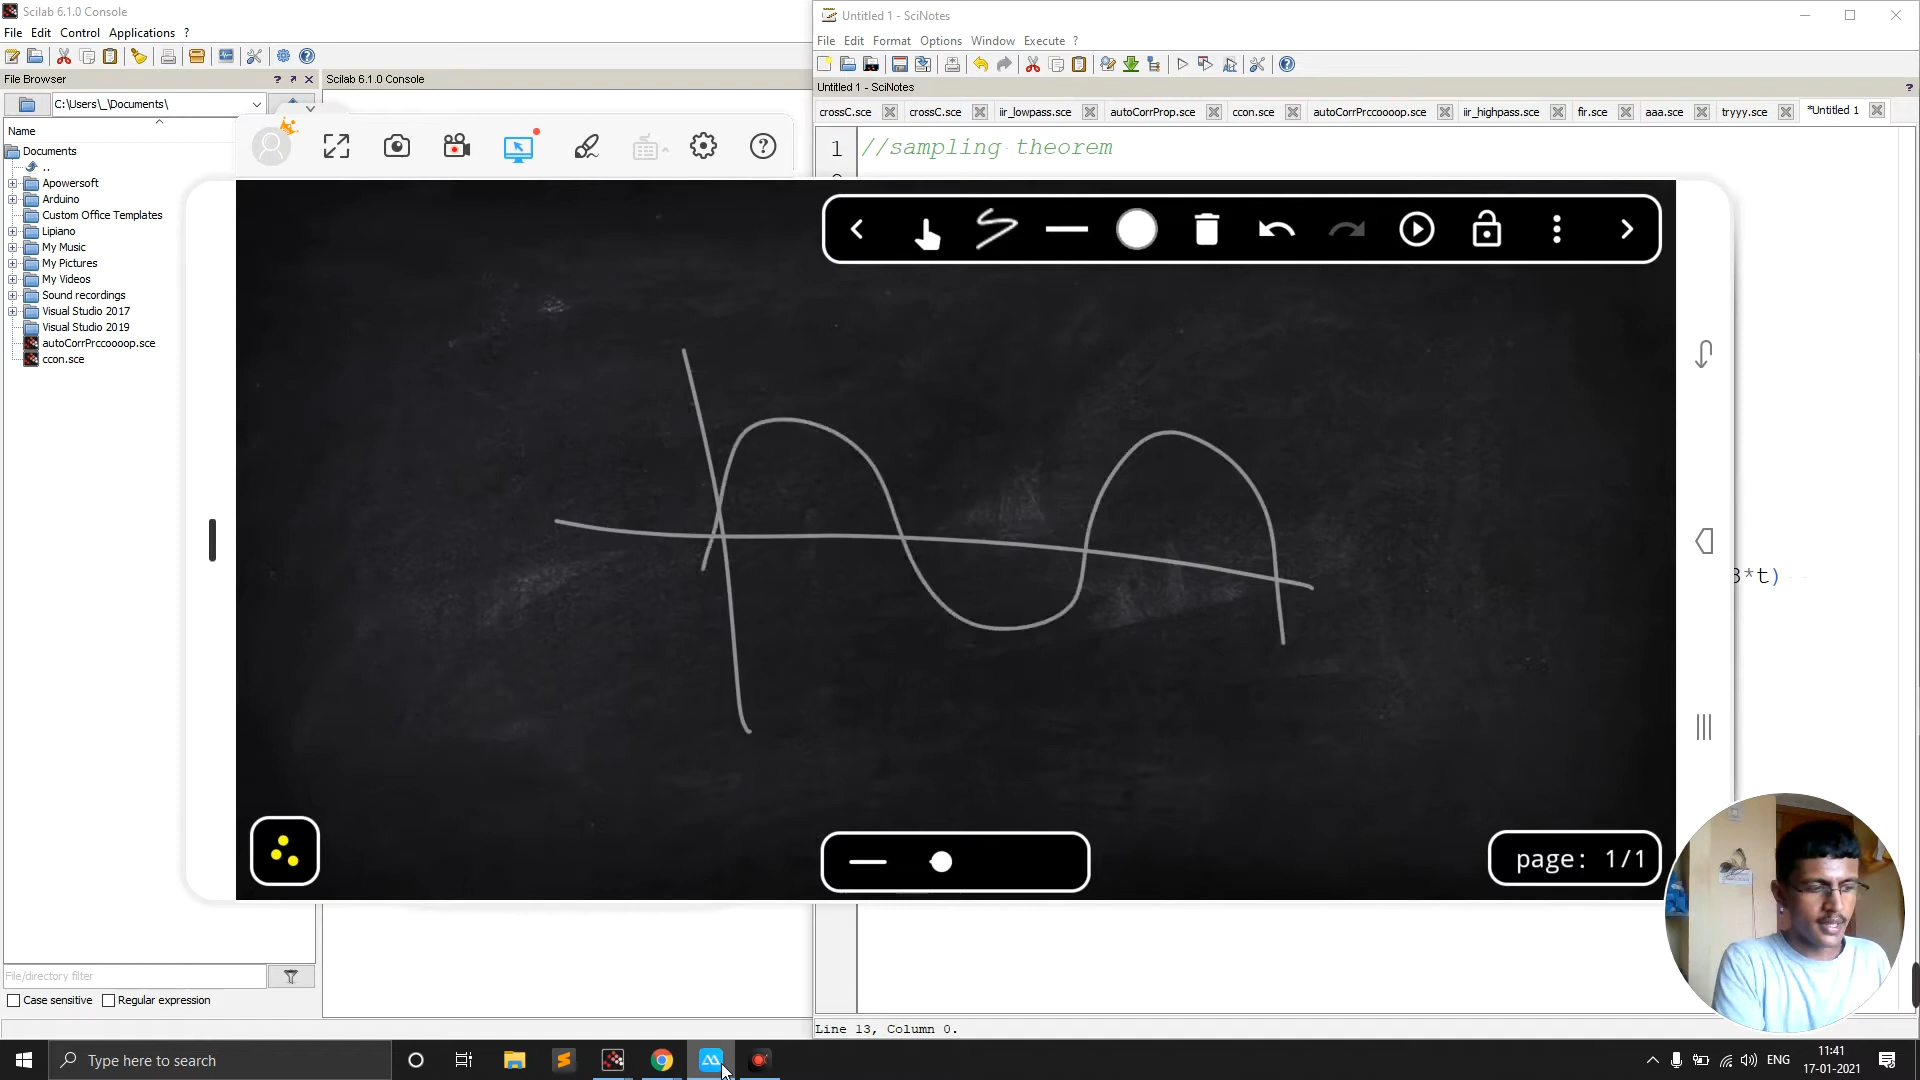 Scilab 6.1.0 Console
File Edit Control Applications ?
File Browser
? 
C:\Users\_\Documents\
Name
Documents
..
Apowersoft
Arduino
Custom Office Templates
Lipiano
My Music
My Pictures
My Videos
Sound recordings
Visual Studio 2017
Visual Studio 2019
autoCorrPrccoooop.sce
ccon.sce
File/directory filter
Case sensitive Regular expression
Scilab 6.1.0 Console
Untitled 1 - SciNotes
File Edit Format Options Window Execute ?
Untitled 1 - SciNotes
?
crossC.sce crossC.sce iir_lowpass.sce autoCorrProp.sce ccon.sce autoCorrPrccoooop.sce iir_highpass.sce fir.sce aaa.sce tryyy.sce *Untitled 1
1 //sampling theorem
*t)
page: 1/1
Line 13, Column 0.
Type here to search
ENG
11:41
17-01-2021